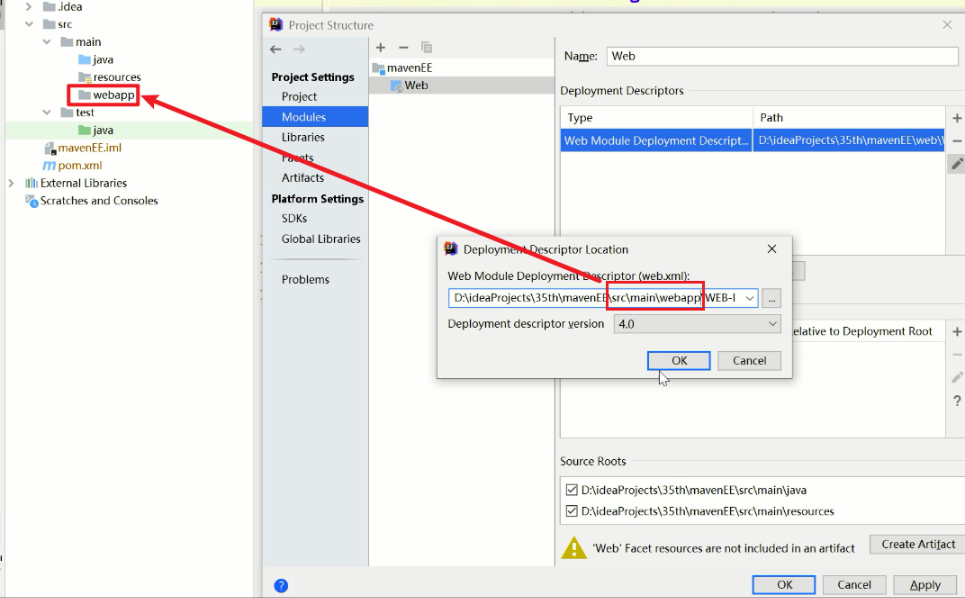 .idea
src
main
java
resources
webapp
test
java
mavenEE.iml
pom.xml
External Libraries
Scratches and Consoles
Project Structure
Project Settings
Project
Modules
Libraries
Facets
Artifacts
Platform Settings
SDKs
Global Libraries
Problems
mavenEE
Web
Name: Web
Deployment Descriptors
Type Path
Web Module Deployment Descript... D:\ideaProjects\35th\mavenEE\web\
Deployment Descriptor Location
Web Module Deployment Descriptor (web.xml):
D:\ideaProjects\35th\mavenEE\src\main\webapp\WEB-I ...
Deployment descriptor version 4.0
OK Cancel
elative to Deployment Root
?
Source Roots
D:\ideaProjects\35th\mavenEE\src\main\java
D:\ideaProjects\35th\mavenEE\src\main\resources
'Web' Facet resources are not included in an artifact Create Artifact
? OK Cancel Apply